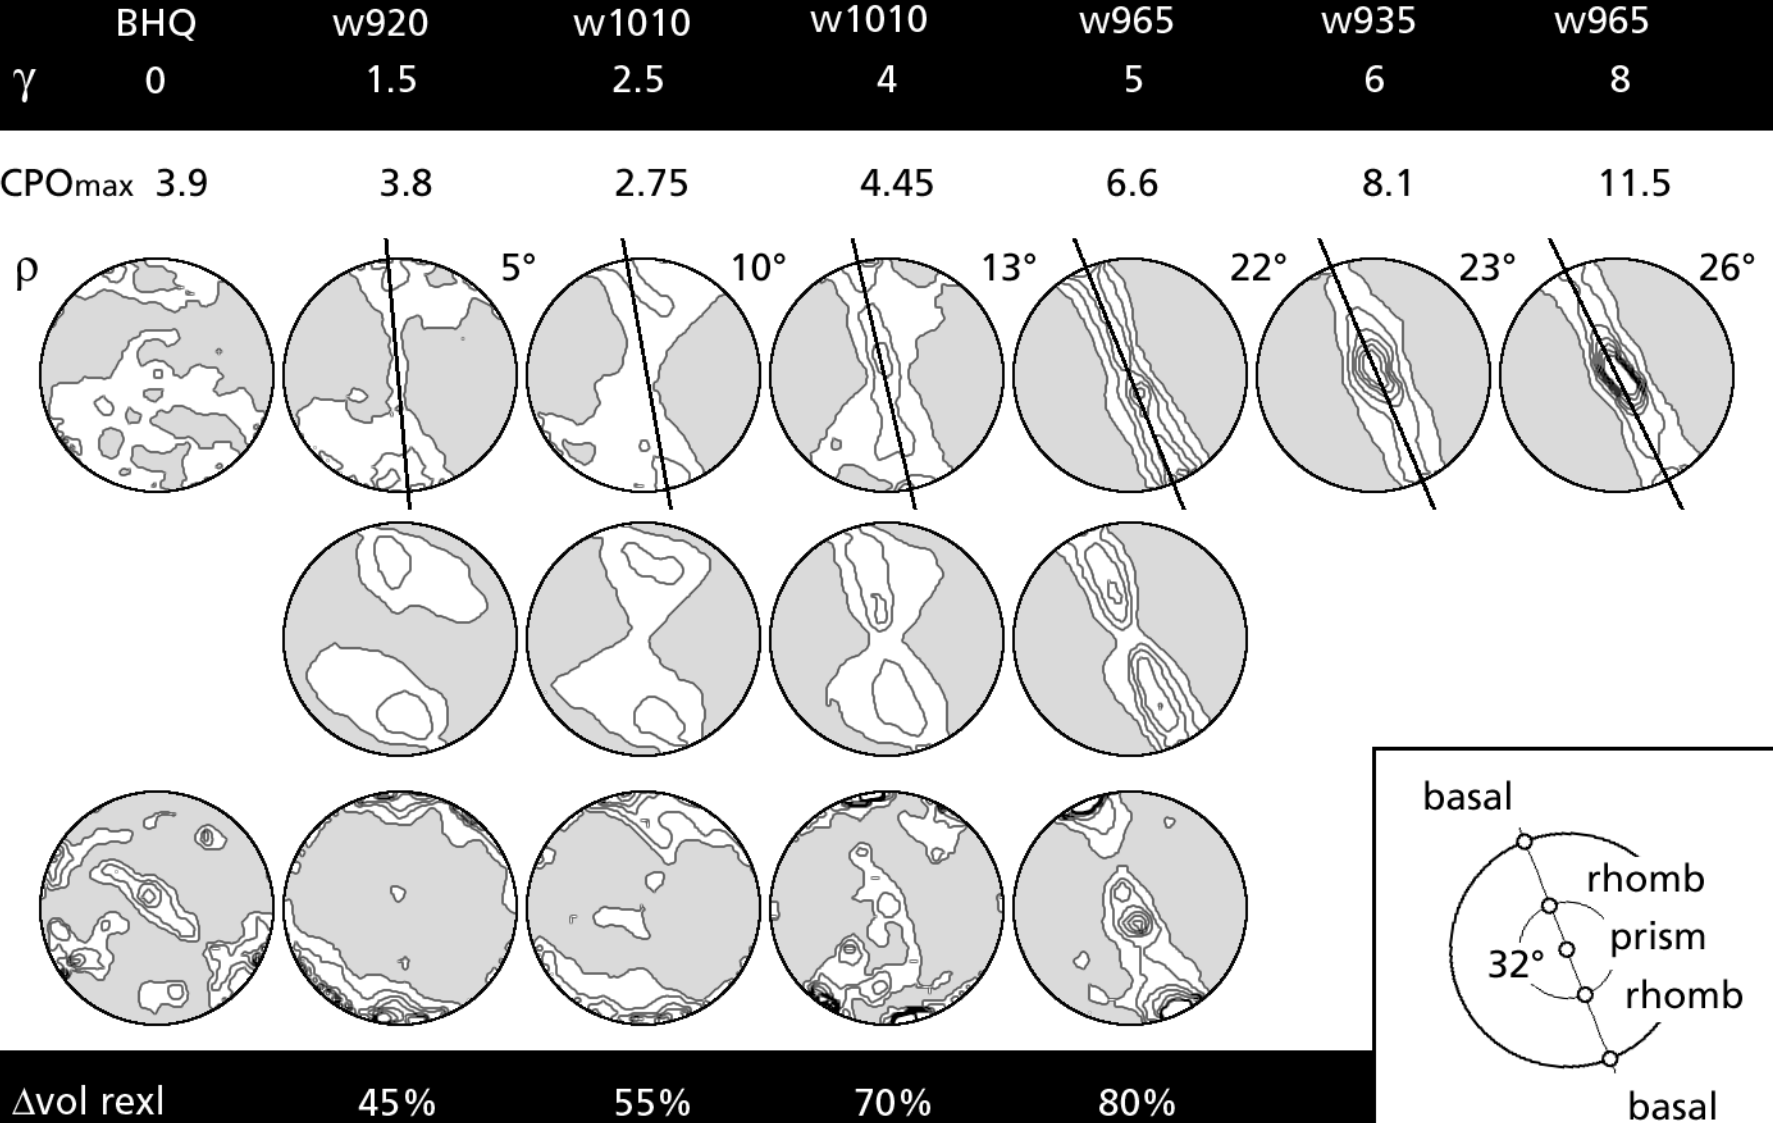 BHQ w920 w1010 w1010 w965 w935 w965
γ 0 1.5 2.5 4 5 6 8
CPOmax 3.9 3.8 2.75 4.45 6.6 8.1 11.5
ρ 5° 10° 13° 22° 23° 26°
basal
rhomb
prism
32°
rhomb
basal
Δvol rexl 45% 55% 70% 80%